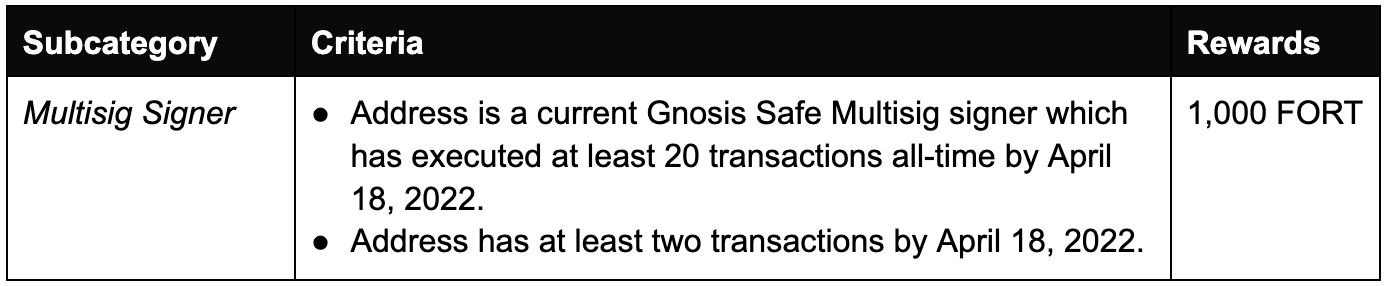 Subcategory Criteria Rewards
Multisig Signer ● Address is a current Gnosis Safe Multisig signer which 1,000 FORT
has executed at least 20 transactions all-time by April
18, 2022.
● Address has at least two transactions by April 18, 2022.